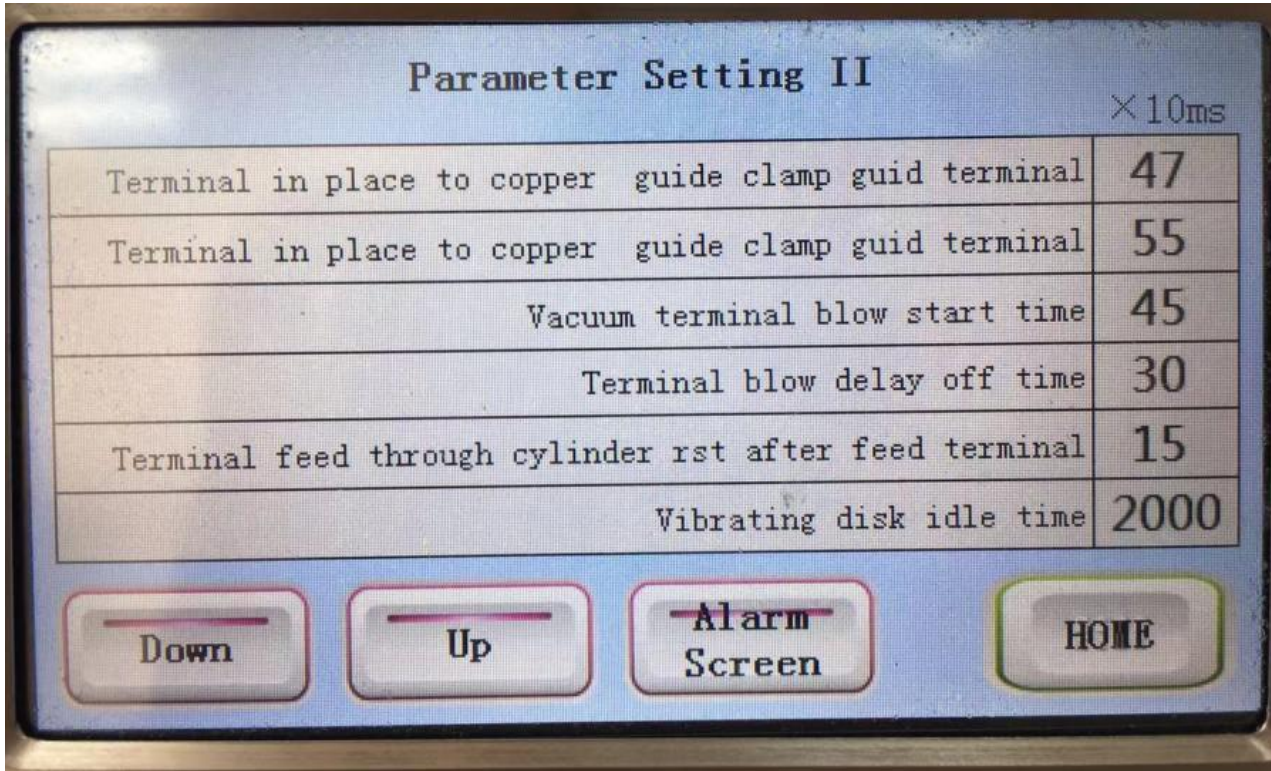 Parameter Setting II
×10ms
Terminal in place to copper guide clamp guid terminal 47
Terminal in place to copper guide clamp guid terminal 55
Vacuum terminal blow start time 45
Terminal blow delay off time 30
Terminal feed through cylinder rst after feed terminal 15
Vibrating disk idle time 2000
Down
Up
Alarm
Screen
HOME